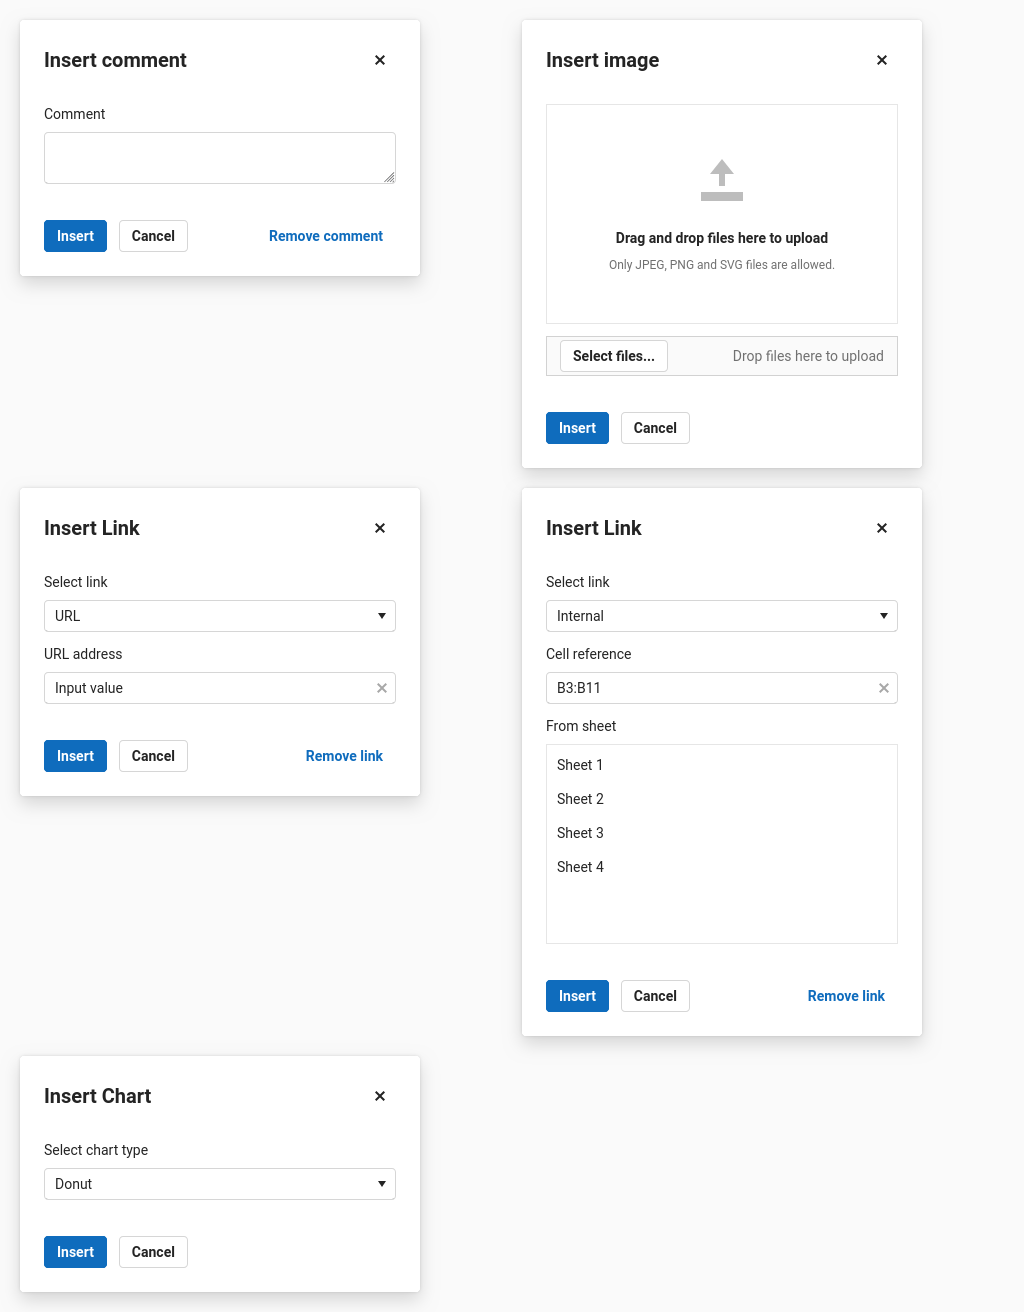 Insert comment
Comment
Insert
Cancel
Remove comment
Insert image
Drag and drop files here to upload
Only JPEG, PNG and SVG files are allowed.
Select files...
Drop files here to upload
Insert
Cancel
Insert Link
Select link
URL
URL address
Input value
Insert
Cancel
Remove link
Insert Link
Select link
Internal
Cell reference
B3:B11
From sheet
Sheet 1
Sheet 2
Sheet 3
Sheet 4
Insert
Cancel
Remove link
Insert Chart
Select chart type
Donut
Insert
Cancel